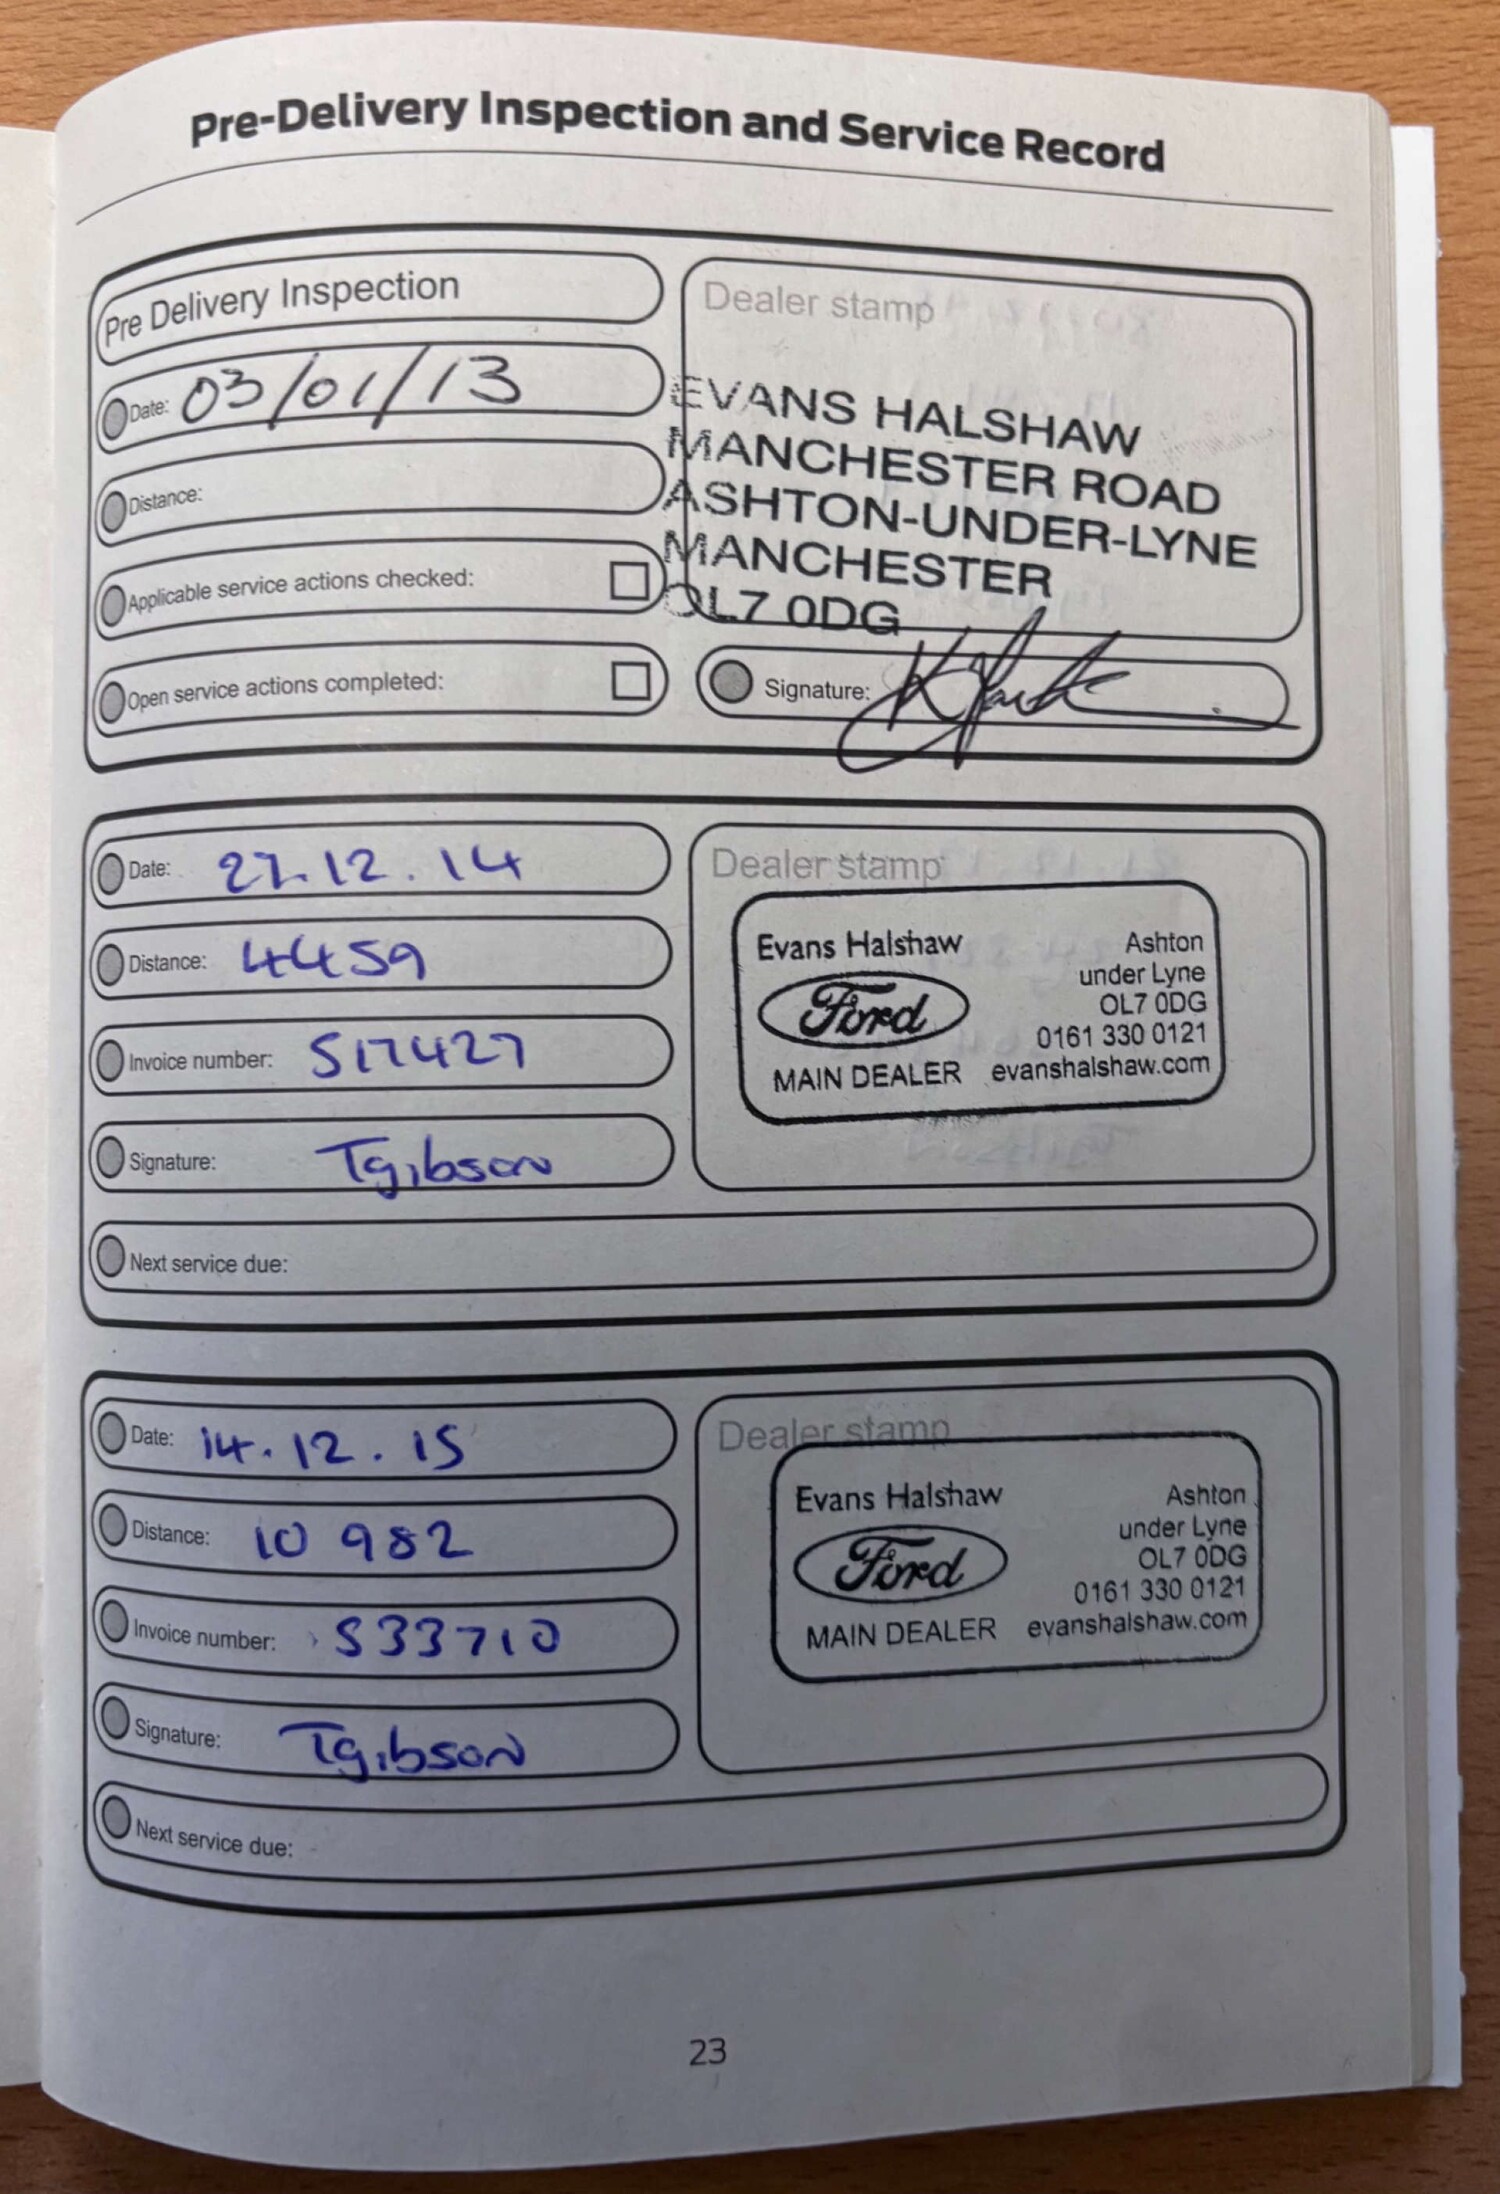 Pre-Delivery Inspection and Service Record
Pre Delivery Inspection
Date: 03/01/13
Distance:
Applicable service actions checked:
Open service actions completed:
Dealer stamp
EVANS HALSHAW
MANCHESTER ROAD
ASHTON-UNDER-LYNE
MANCHESTER
OL7 0DG
Signature:
Date: 27.12.14
Distance: 4459
Invoice number: 517427
Signature: Tgibson
Next service due:
Dealer stamp
Evans Halshaw
Ford
MAIN DEALER
Ashton
under Lyne
OL7 0DG
0161 330 0121
evanshalshaw.com
Date: 14.12.15
Distance: 10 982
Invoice number: 533710
Signature: Tgibson
Next service due:
Dealer stamp
Evans Halshaw
Ford
MAIN DEALER
Ashton
under Lyne
OL7 0DG
0161 330 0121
evanshalshaw.com
23